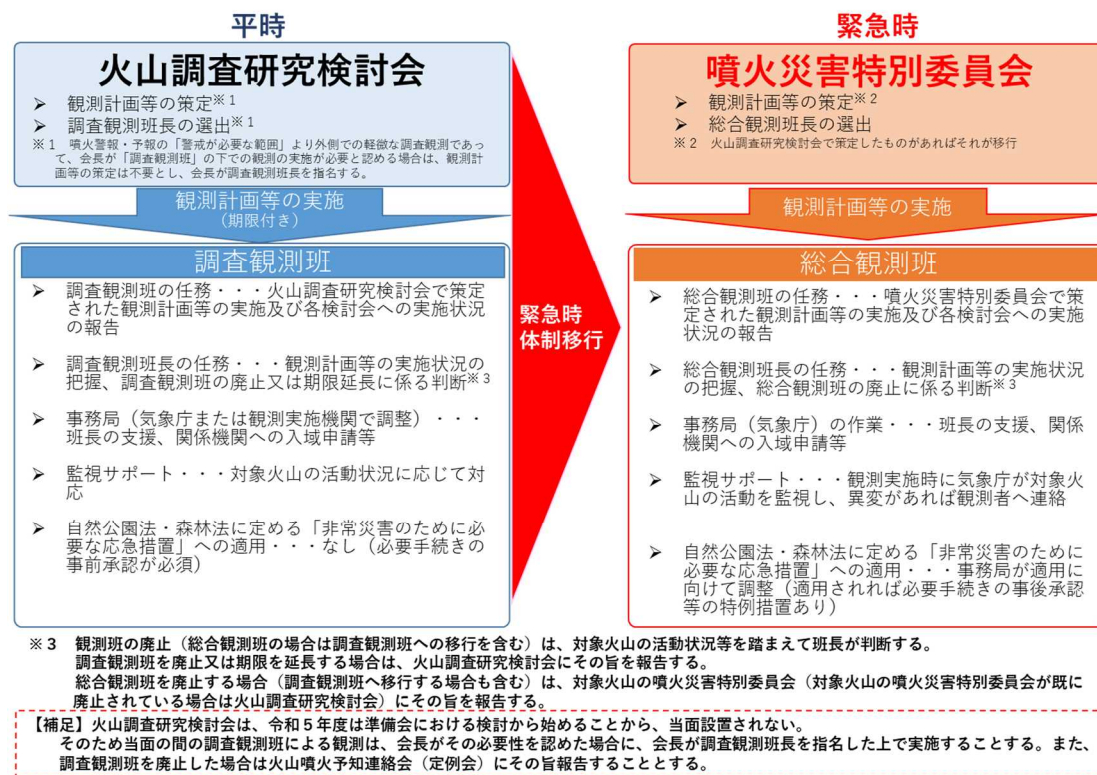 平時
火山調査研究検討会
➢ 観測計画等の策定※1
➢ 調査観測班長の選出※1
※1 噴火警報・予報の「警戒が必要な範囲」より外側での軽微な調査観測であっ
て、会長が「調査観測班」の下での観測の実施が必要と認める場合は、観測計
画等の策定は不要とし、会長が調査観測班長を指名する。
観測計画等の実施
(期限付き)
調査観測班
➢ 調査観測班の任務・・・火山調査研究検討会で策定
された観測計画等の実施及び各検討会への実施状況
の報告
➢ 調査観測班長の任務・・・観測計画等の実施状況の
把握、調査観測班の廃止又は期限延長に係る判断※3
➢ 事務局（気象庁または観測実施機関で調整）・・・
班長の支援、関係機関への入域申請等
➢ 監視サポート・・・対象火山の活動状況に応じて対
応
➢ 自然公園法・森林法に定める「非常災害のために必
要な応急措置」への適用・・・なし（必要手続きの
事前承認が必須）
緊急時
体制移行
緊急時
噴火災害特別委員会
➢ 観測計画等の策定※2
➢ 総合観測班長の選出
※2 火山調査研究検討会で策定したものがあればそれが移行
観測計画等の実施
総合観測班
➢ 総合観測班の任務・・・噴火災害特別委員会で策
定された観測計画等の実施及び各検討会への実施
状況の報告
➢ 総合観測班長の任務・・・観測計画等の実施状況
の把握、総合観測班の廃止に係る判断※3
➢ 事務局（気象庁）の作業・・・班長の支援、関係
機関への入域申請等
➢ 監視サポート・・・観測実施時に気象庁が対象火
山の活動を監視し、異変があれば観測者へ連絡
➢ 自然公園法・森林法に定める「非常災害のために
必要な応急措置」への適用・・・事務局が適用に
向けて調整（適用されれば必要手続きの事後承認
等の特例措置あり）
※3 観測班の廃止（総合観測班の場合は調査観測班への移行を含む）は、対象火山の活動状況等を踏まえて班長が判断する。
調査観測班を廃止又は期限を延長する場合は、火山調査研究検討会にその旨を報告する。
総合観測班を廃止する場合（調査観測班へ移行する場合も含む）は、対象火山の噴火災害特別委員会（対象火山の噴火災害特別委員会が既に
廃止されている場合は火山調査研究検討会）にその旨を報告する。
【補足】火山調査研究検討会は、令和５年度は準備会における検討から始めることから、当面設置されない。
そのため当面の間の調査観測班による観測は、会長がその必要性を認めた場合に、会長が調査観測班長を指名した上で実施することする。また、
調査観測班を廃止した場合は火山噴火予知連絡会（定例会）にその旨報告することとする。